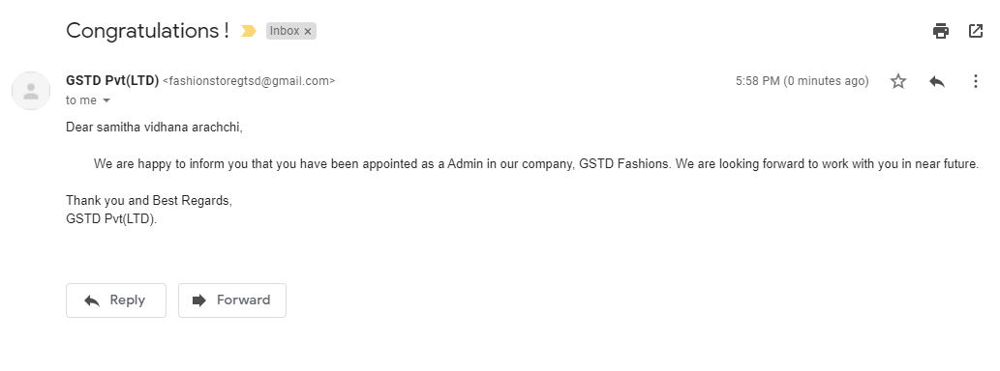 Congratulations !
Inbox ×
GSTD Pvt(LTD) <fashionstoregtsd@gmail.com>
5:58 PM (0 minutes ago)
to me
Dear samitha vidhana arachchi,
We are happy to inform you that you have been appointed as a Admin in our company, GSTD Fashions. We are looking forward to work with you in near future.
Thank you and Best Regards,
GSTD Pvt(LTD).
Reply
Forward